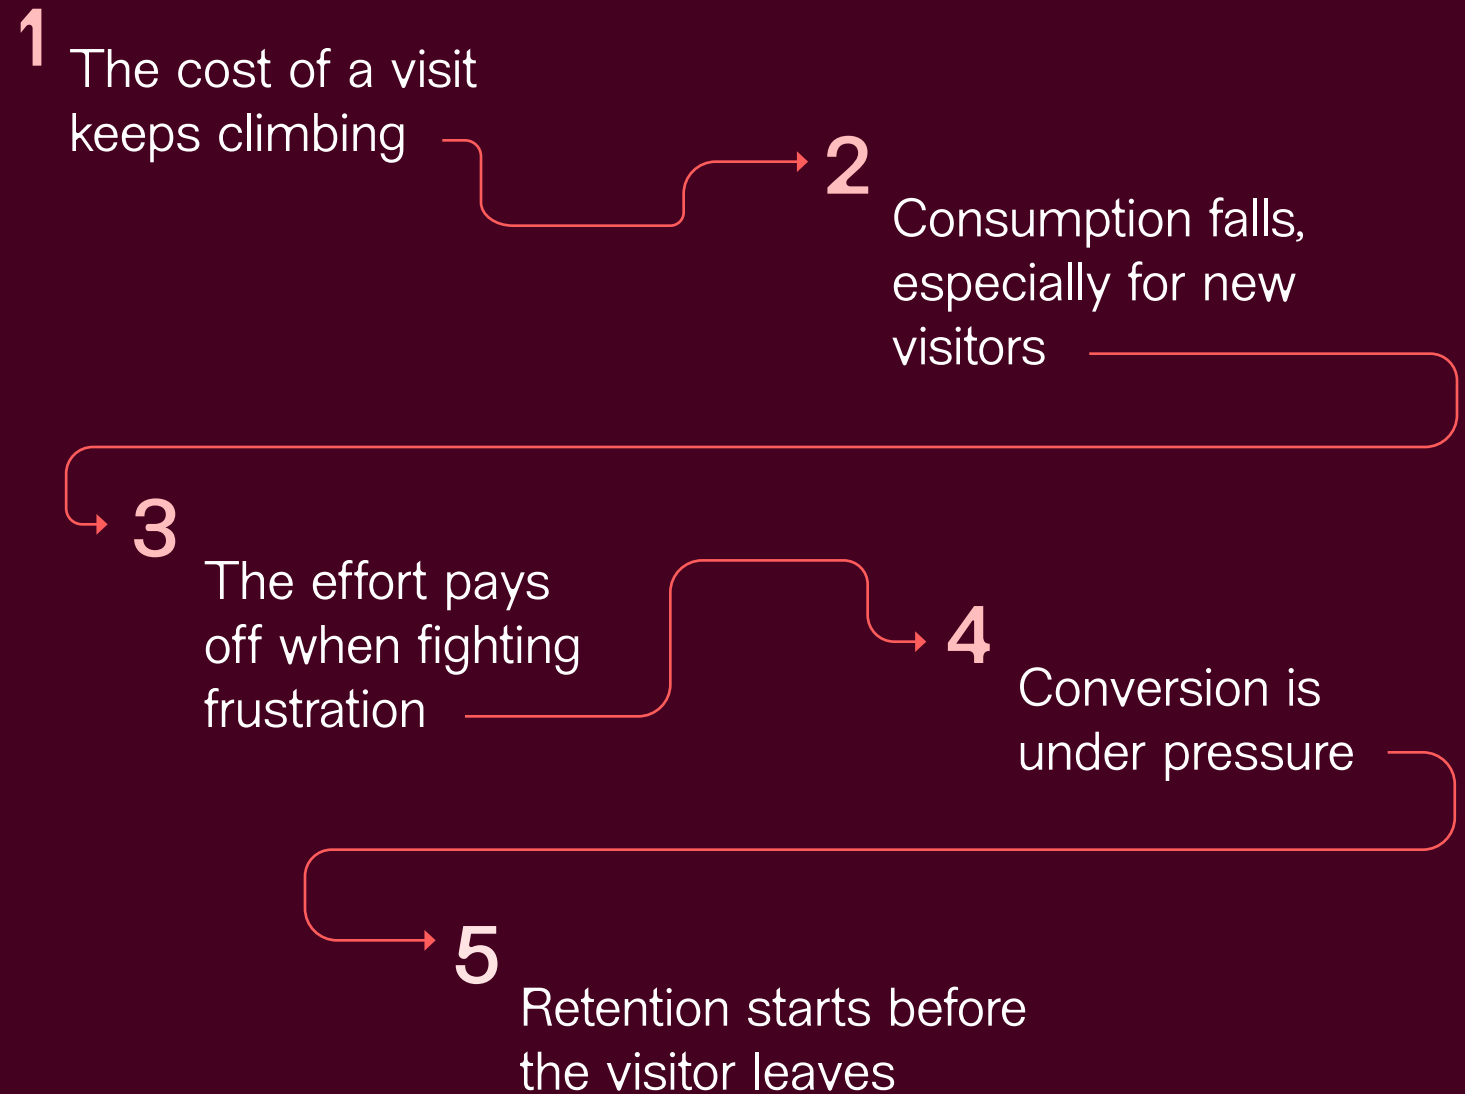 1
The cost of a visit
keeps climbing
2
Consumption falls,
especially for new
visitors
3
The effort pays
off when fighting
frustration
4
Conversion is
under pressure
5
Retention starts before
the visitor leaves